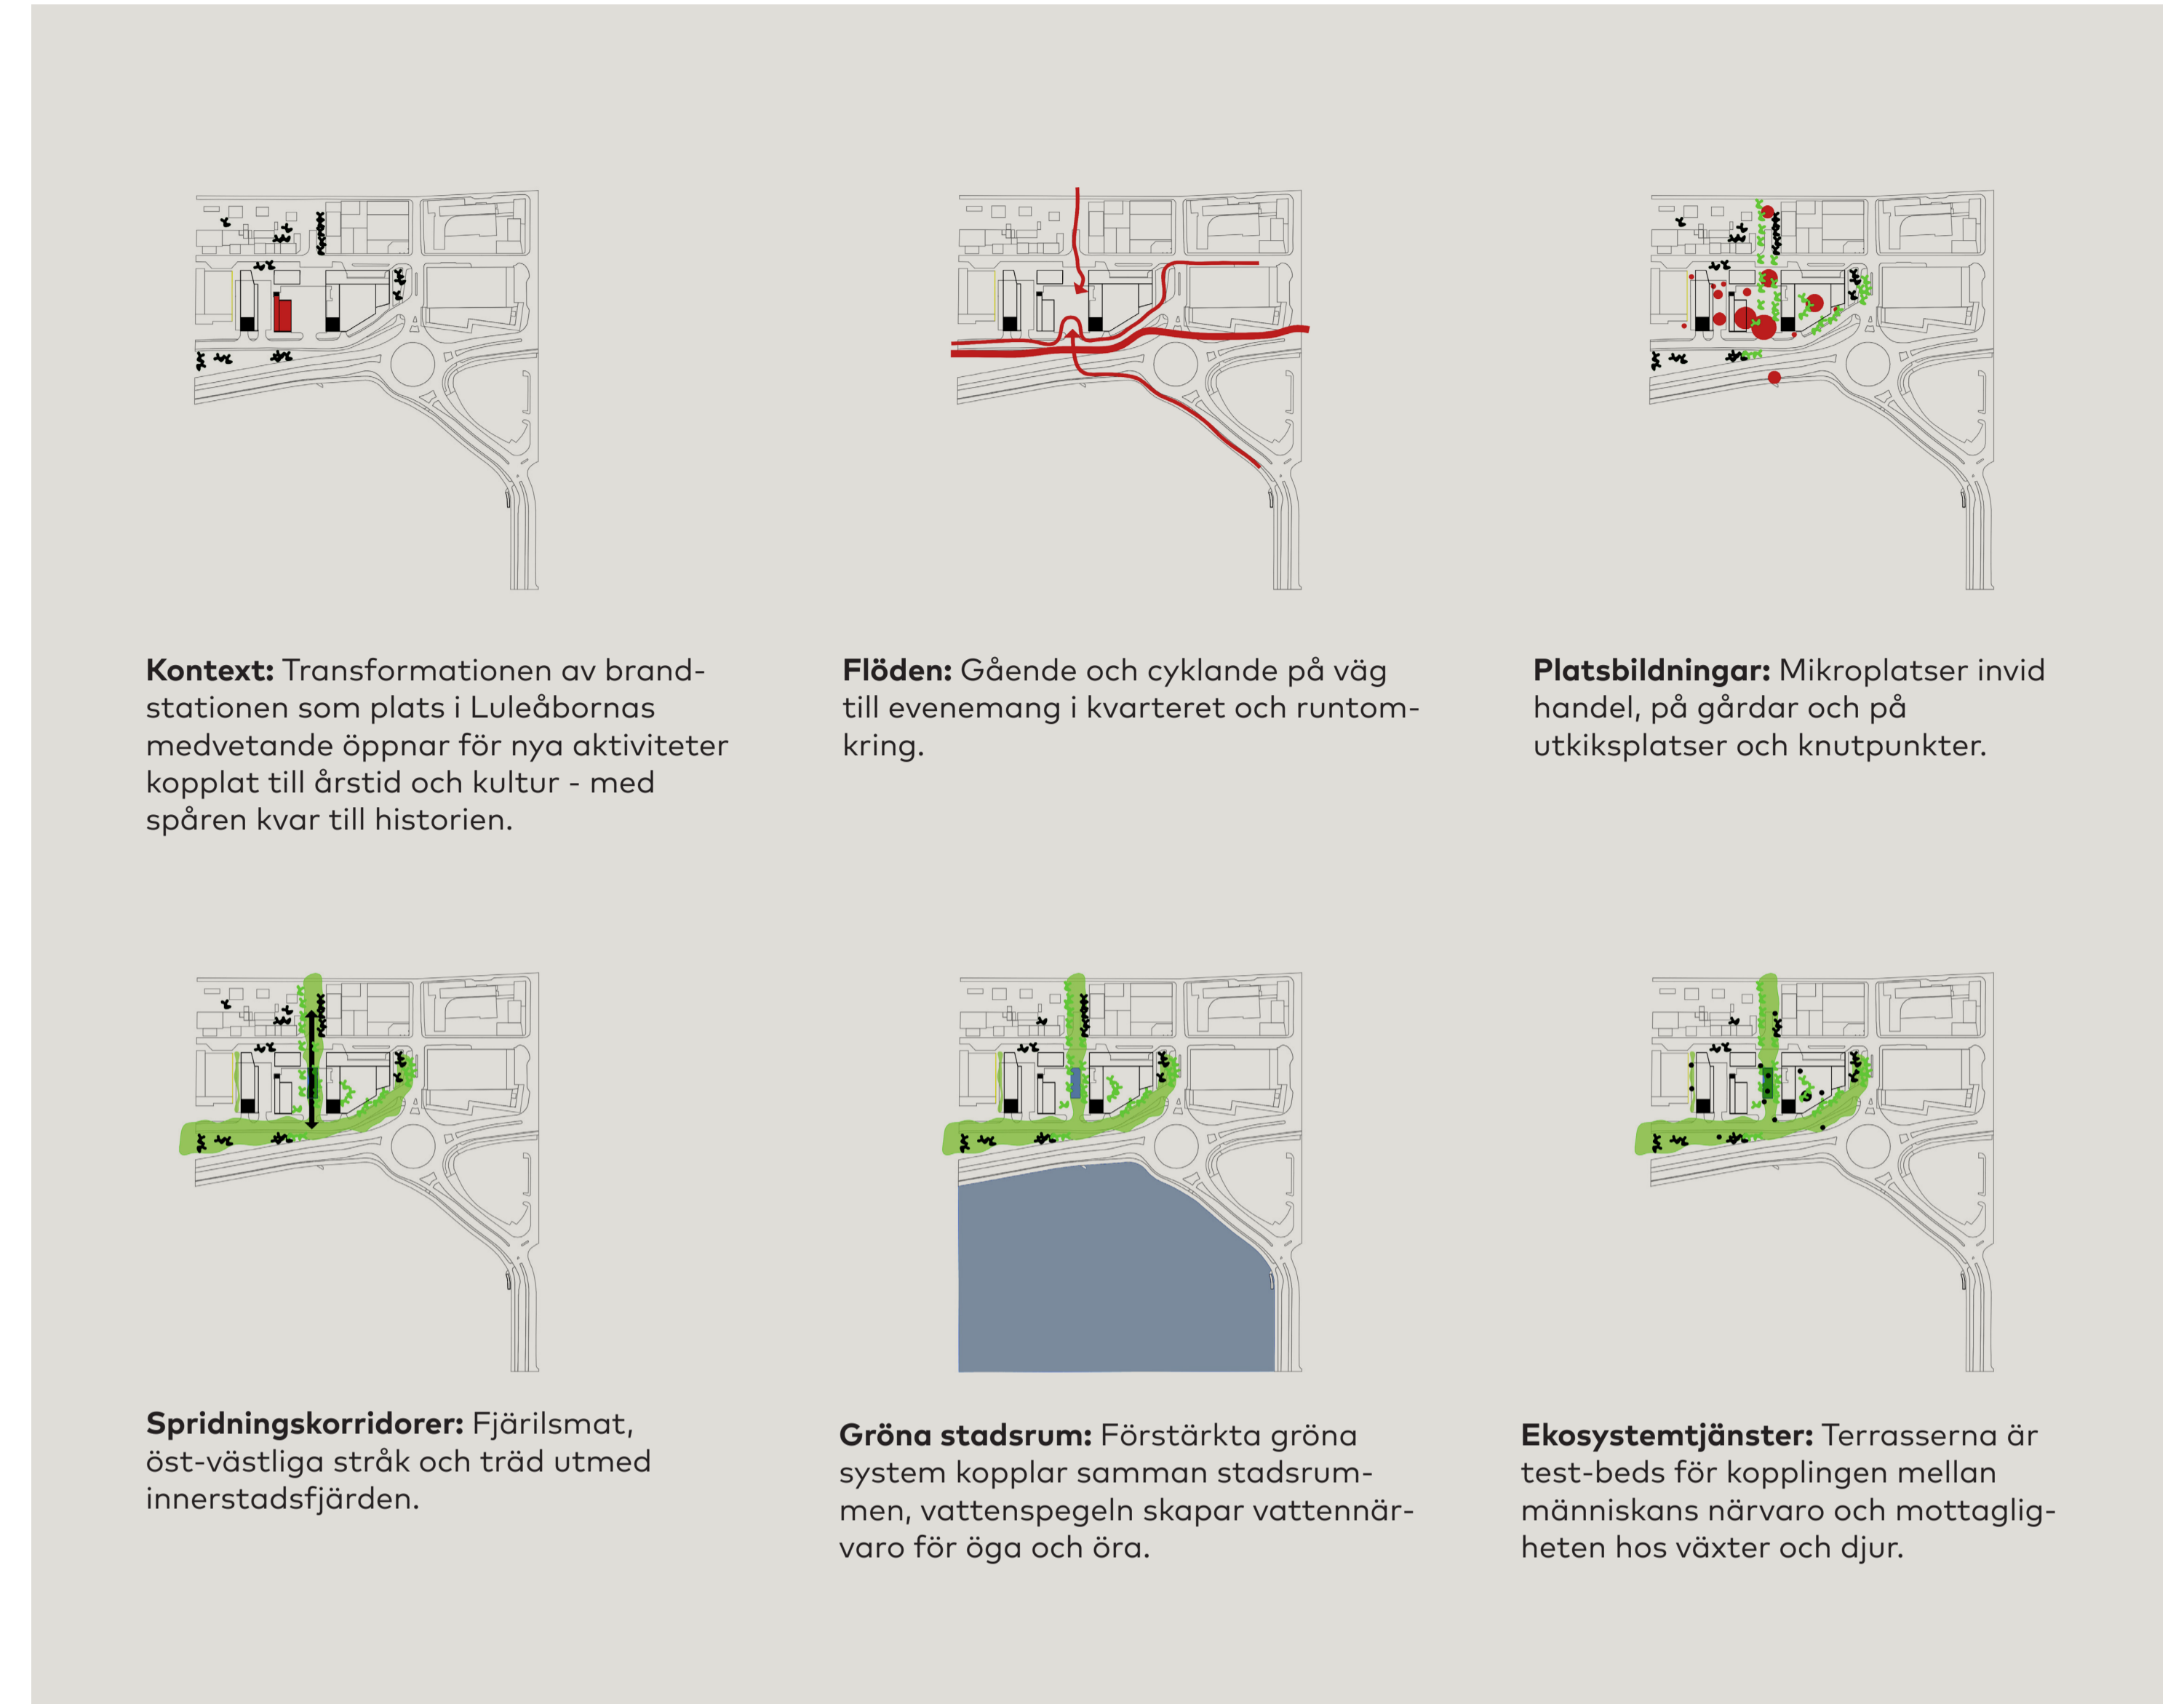 Kontext: Transformationen av brand-
stationen som plats i Luleåbornas
medvetande öppnar för nya aktiviteter
kopplat till årstid och kultur - med
spåren kvar till historien.
Flöden: Gående och cyklande på väg
till evenemang i kvarteret och runtom-
kring.
Platsbildningar: Mikroplatser invid
handel, på gårdar och på
utkiksplatser och knutpunkter.
Spridningskorridorer: Fjärilsmat,
öst-västliga stråk och träd utmed
innerstadsfjärden.
Gröna stadsrum: Förstärkta gröna
system kopplar samman stadsrum-
men, vattenspegeln skapar vattennär-
varo för öga och öra.
Ekosystemtjänster: Terrasserna är
test-beds för kopplingen mellan
människans närvaro och mottaglig-
heten hos växter och djur.